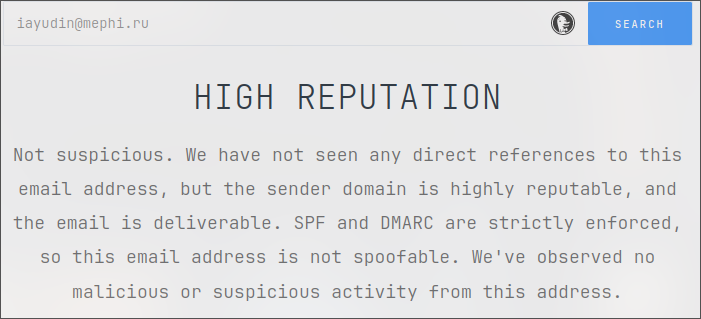 iayudin@mephi.ru
SEARCH
HIGH REPUTATION
Not suspicious. We have not seen any direct references to this
email address, but the sender domain is highly reputable, and
the email is deliverable. SPF and DMARC are strictly enforced,
so this email address is not spoofable. We've observed no
malicious or suspicious activity from this address.